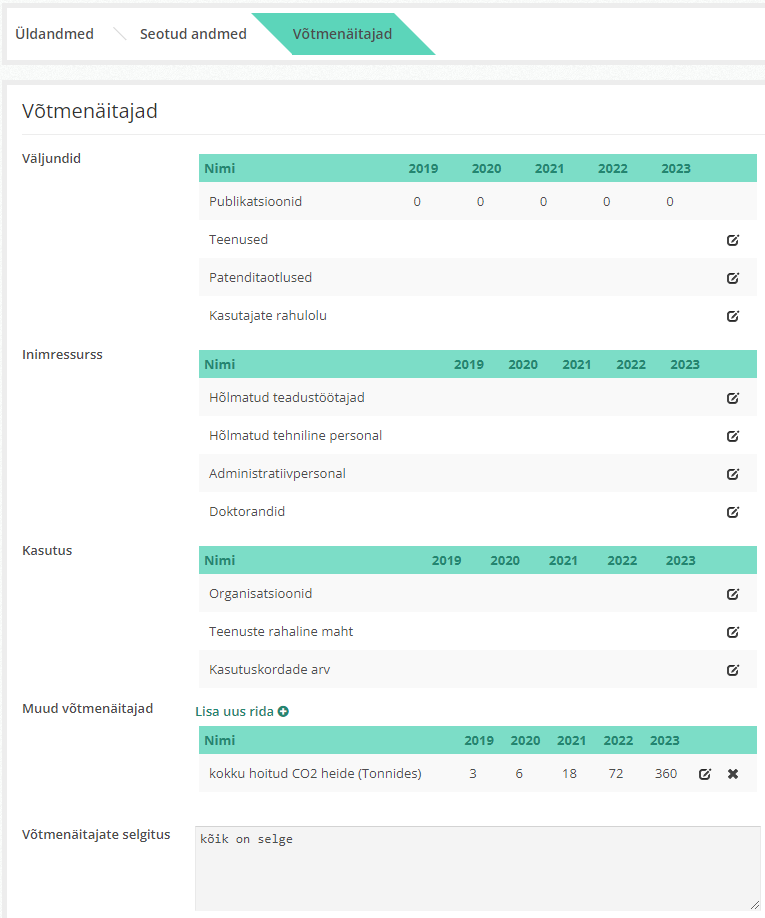 Üldandmed Seotud andmed Võtmenäitajad
Võtmenäitajad
Väljundid
Nimi 2019 2020 2021 2022 2023
Publikatsioonid 0 0 0 0 0
Teenused
Patenditaotlused
Kasutajate rahulolu
Inimressurss
Nimi 2019 2020 2021 2022 2023
Hõlmatud teadustöötajad
Hõlmatud tehniline personal
Administratiivpersonal
Doktorandid
Kasutus
Nimi 2019 2020 2021 2022 2023
Organisatsioonid
Teenuste rahaline maht
Kasutuskordade arv
Muud võtmenäitajad
Lisa uus rida
Nimi 2019 2020 2021 2022 2023
kokku hoitud CO2 heide (Tonnides) 3 6 18 72 360
Võtmenäitajate selgitus
kõik on selge